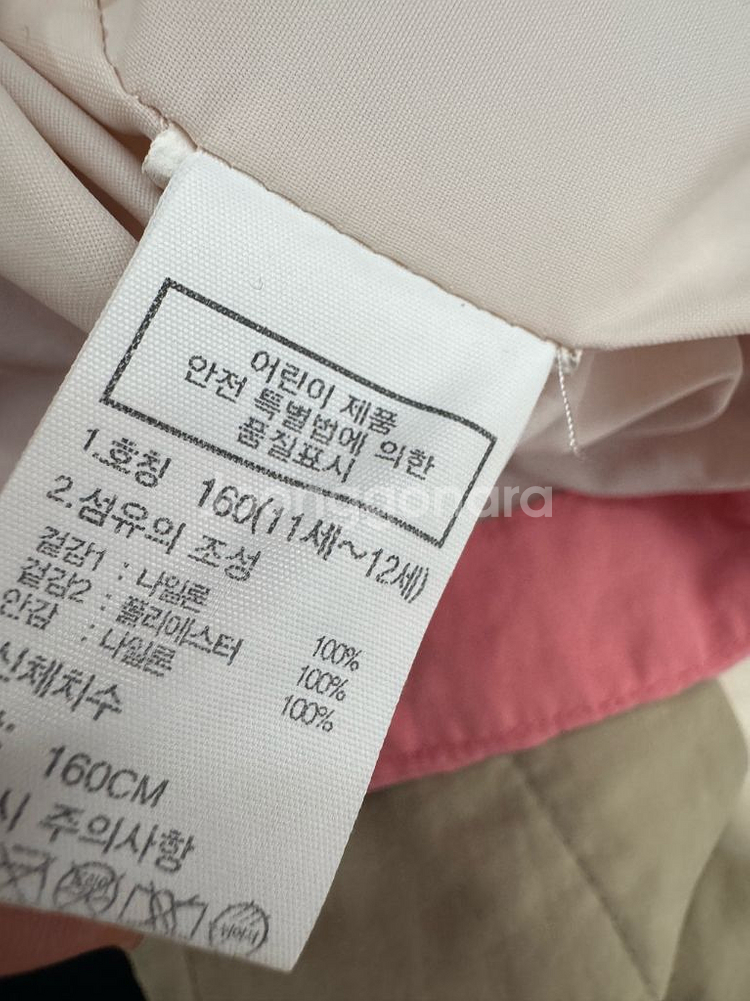 어린이 제품
안전 특별법에 의한
품질표시
1.호칭 160(11세~12세)
2.섬유의 조성
겉감1 : 나일론 100%
겉감2 : 폴리에스터 100%
안감 : 나일론 100%
신체치수
160CM
주의사항